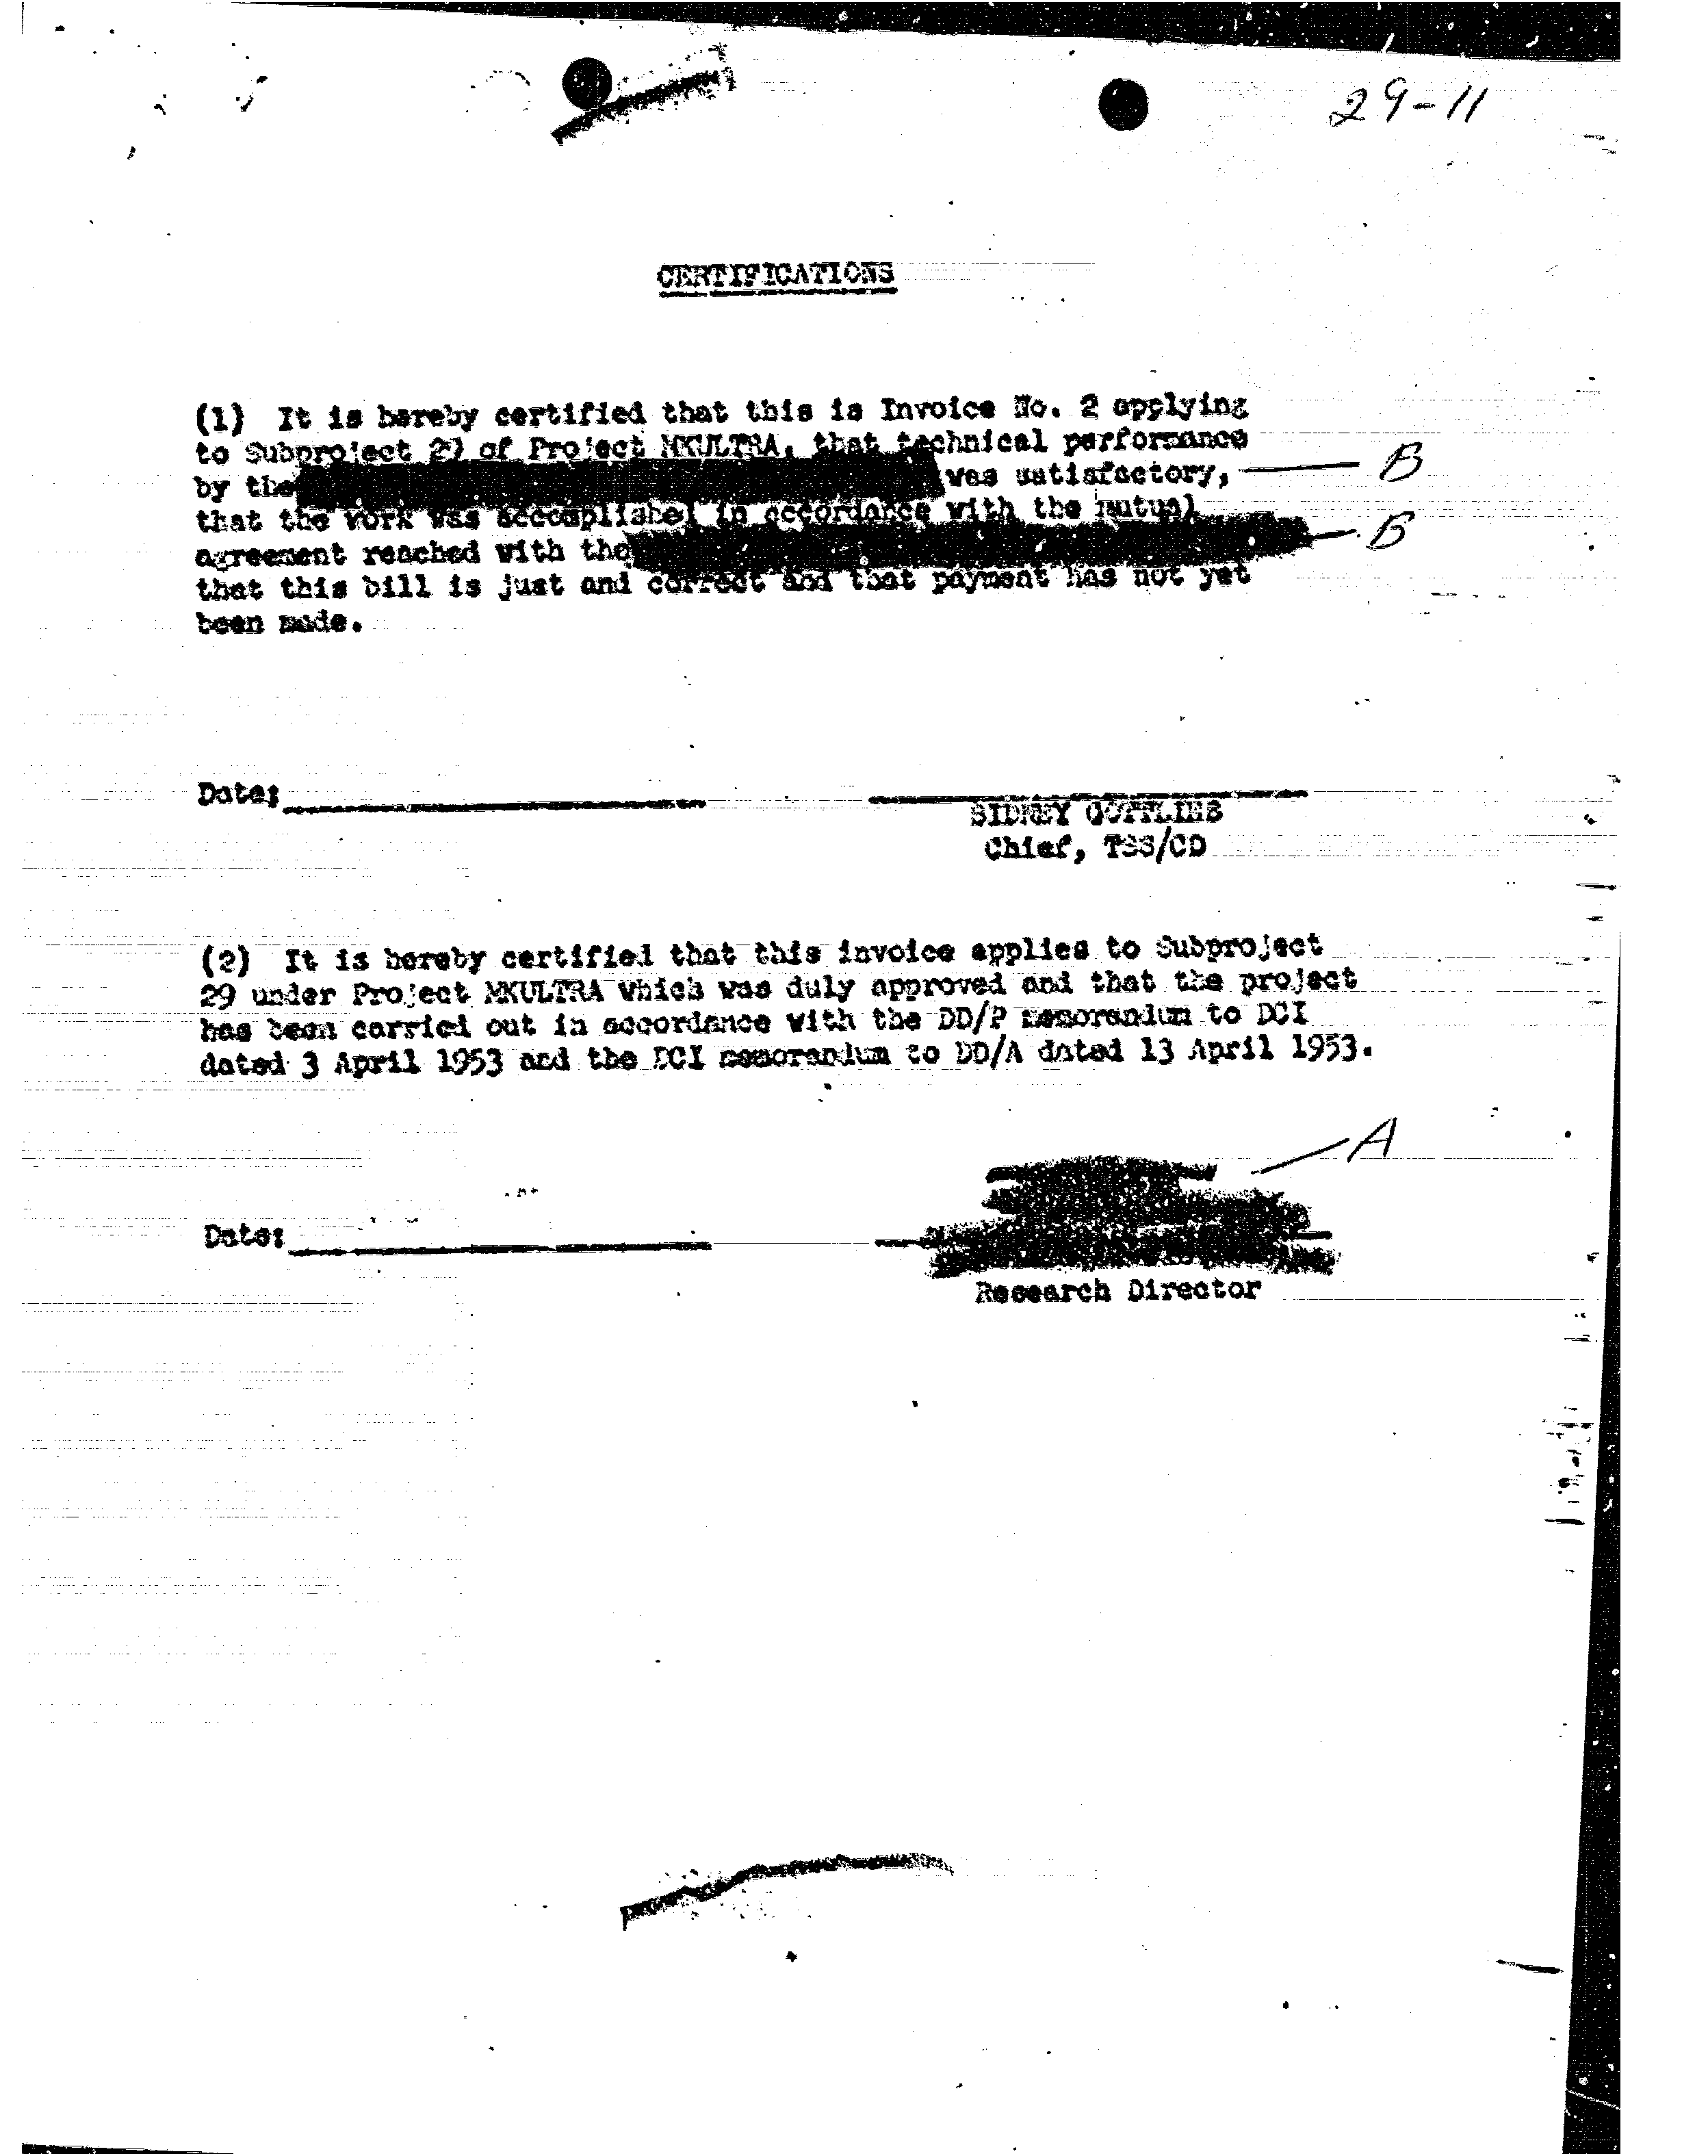 29-11
CERTIFICATIONS
(1) It is hereby certified that this is Invoice No. 2 applying
to Subproject 29 of Project MKULTRA, that technical performance
by the was satisfactory, B
that the work was accomplished in accordance with the mutual
agreement reached with the B
that this bill is just and correct and that payment has not yet
been made.
Date:
SIDNEY GOTTLIEB
Chief, TSS/CD
(2) It is hereby certified that this invoice applies to Subproject
29 under Project MKULTRA which was duly approved and that the project
has been carried out in accordance with the DD/P memorandum to DCI
dated 3 April 1953 and the DCI memorandum to DD/A dated 13 April 1953.
A
Date:
Research Director